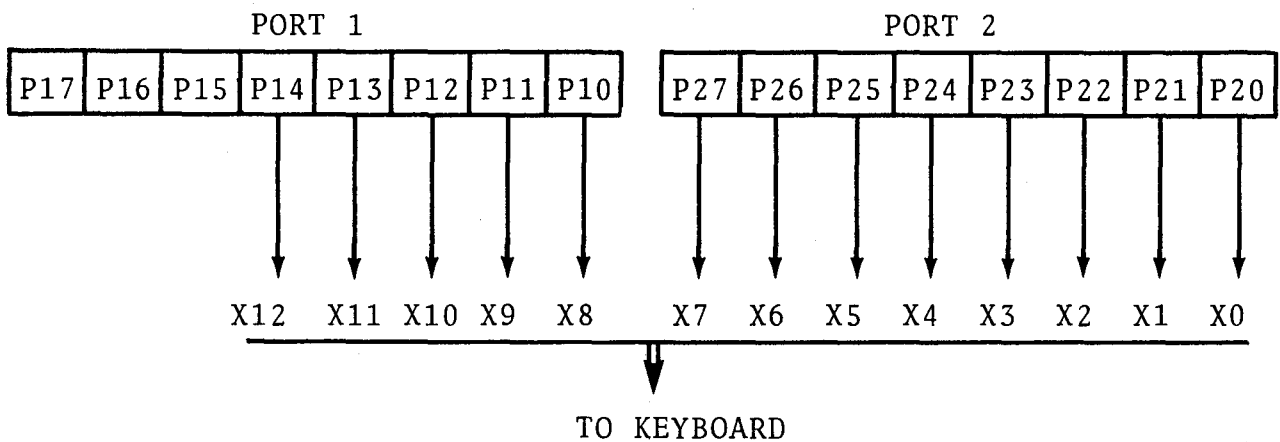 PORT 1 PORT 2
P17 P16 P15 P14 P13 P12 P11 P10 P27 P26 P25 P24 P23 P22 P21 P20
X12 X11 X10 X9 X8 X7 X6 X5 X4 X3 X2 X1 X0
TO KEYBOARD